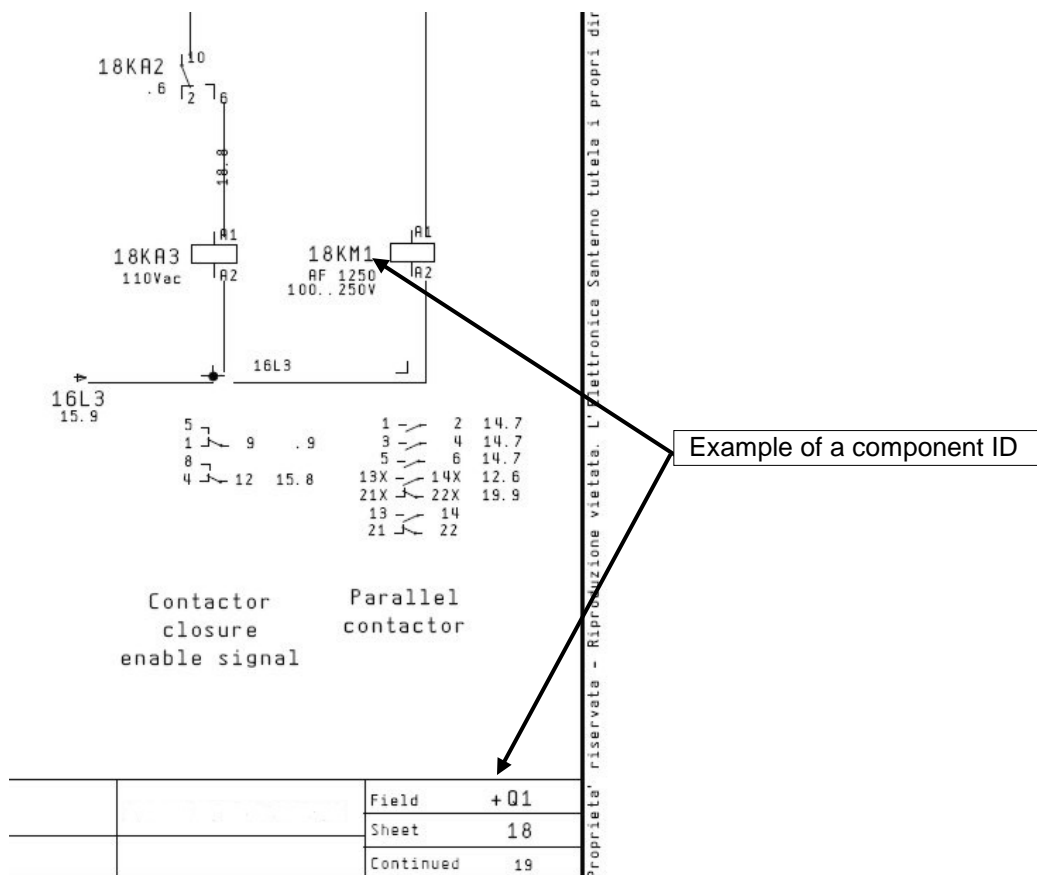 10
18KA2
.6 2 6
18.8
A1 A1
18KA3 18KM1
110Vac A2 AF 1250 A2
100..250V
16L3
16L3
15.9
5
1 9 .9
8
4 12 15.8
1 2 14.7
3 4 14.7
5 6 14.7
13X 14X 12.6
21X 22X 19.9
13 14
21 22
Contactor
closure
enable signal
Parallel
contactor
Example of a component ID
Field +Q1
Sheet 18
Continued 19
Proprieta' riservata - Riproduzione vietata. L'Elettronica Santerno tutela i propri dir